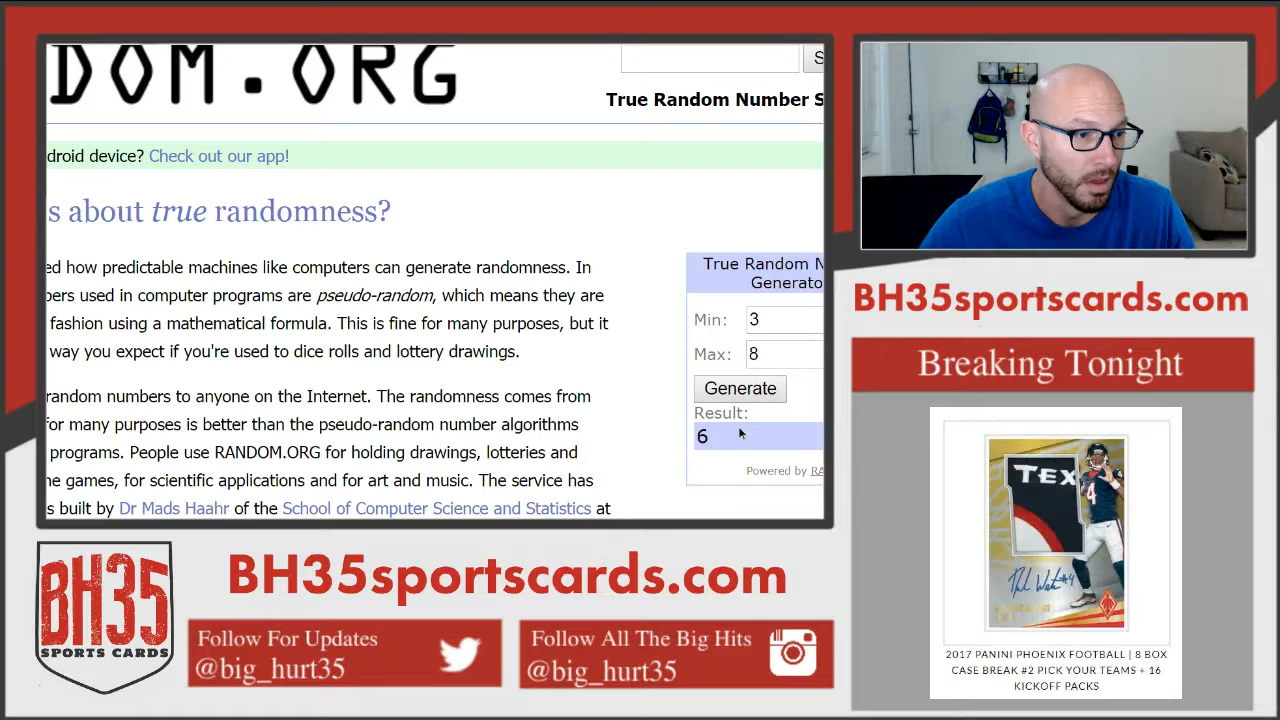 DOM.ORG
S
True Random Number S
droid device? Check out our app!
s about true randomness?
ed how predictable machines like computers can generate randomness. In
bers used in computer programs are pseudo-random, which means they are
fashion using a mathematical formula. This is fine for many purposes, but it
way you expect if you're used to dice rolls and lottery drawings.
random numbers to anyone on the Internet. The randomness comes from
for many purposes is better than the pseudo-random number algorithms
programs. People use RANDOM.ORG for holding drawings, lotteries and
ne games, for scientific applications and for art and music. The service has
s built by Dr Mads Haahr of the School of Computer Science and Statistics at
True Random N
Generato
Min: 3
Max: 8
Generate
Result:
6
Powered by RA
BH35sportscards.com
Breaking Tonight
TEX
4
2017 PANINI PHOENIX FOOTBALL | 8 BOX
CASE BREAK #2 PICK YOUR TEAMS + 16
KICKOFF PACKS
BH35
SPORTS CARDS
BH35sportscards.com
Follow For Updates
@big_hurt35
Follow All The Big Hits
@big_hurt35